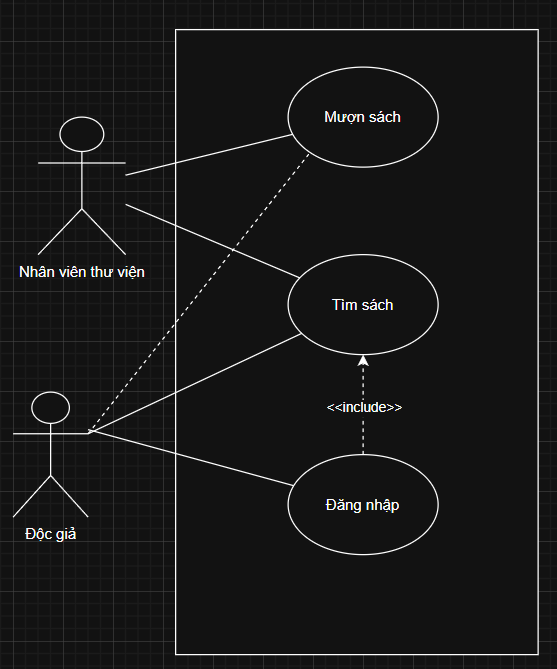 Mượn sách
Nhân viên thư viện
Tìm sách
<<include>>
Đăng nhập
Độc giả